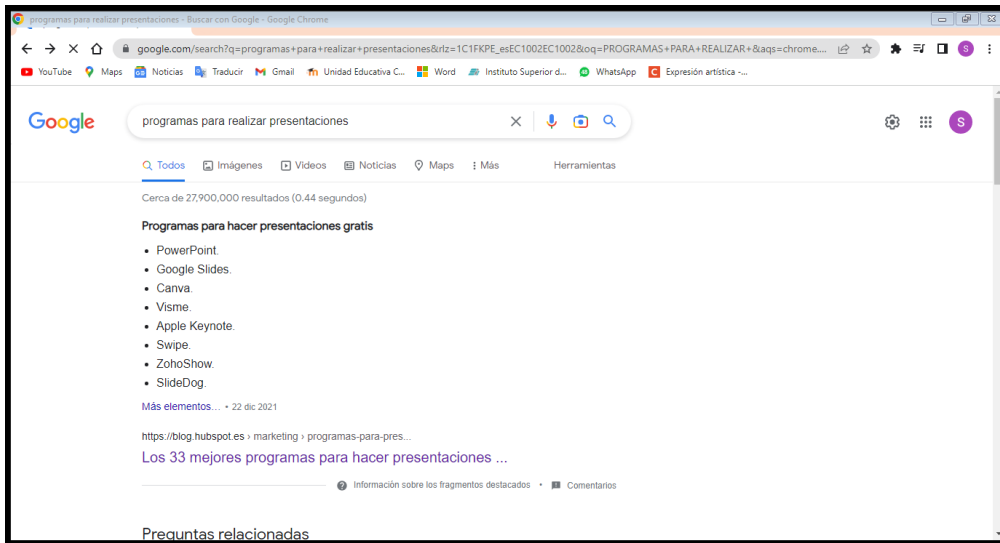 programas para realizar presentaciones - Buscar con Google - Google Chrome
google.com/search?q=programas+para+realizar+presentaciones&rlz=1C1FKPE_esEC1002EC1002&oq=PROGRAMAS+PARA+REALIZAR+&aqs=chrome....
S
YouTube Maps Noticias Traducir Gmail Unidad Educativa C... Word Instituto Superior d... WhatsApp Expresión artística -...
Google programas para realizar presentaciones S
Todos Imágenes Videos Noticias Maps Más Herramientas
Cerca de 27,900,000 resultados (0.44 segundos)
Programas para hacer presentaciones gratis
• PowerPoint.
• Google Slides.
• Canva.
• Visme.
• Apple Keynote.
• Swipe.
• ZohoShow.
• SlideDog.
Más elementos... • 22 dic 2021
https://blog.hubspot.es › marketing › programas-para-pres...
Los 33 mejores programas para hacer presentaciones ...
Información sobre los fragmentos destacados • Comentarios
Preguntas relacionadas